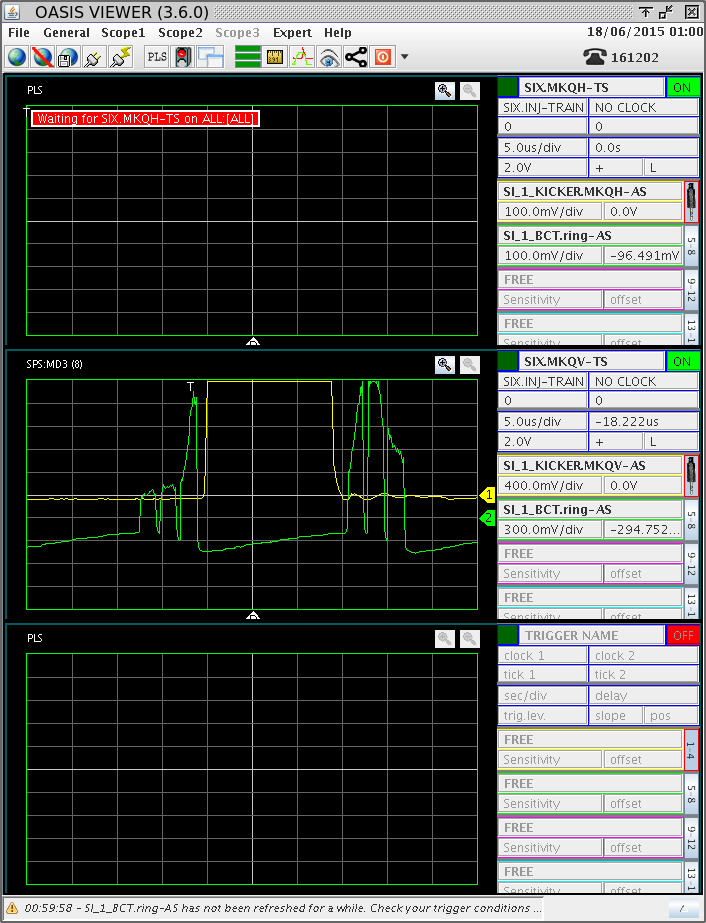 OASIS VIEWER (3.6.0)
File General Scope1 Scope2 Scope3 Expert Help 18/06/2015 01:00
PLS 161202
PLS
T
Waiting for SIX.MKQH-TS on ALL:[ALL]
SIX.MKQH-TS ON
SIX.INJ-TRAIN NO CLOCK
0 0
5.0us/div 0.0s
2.0V + L
SI_1_KICKER.MKQH-AS
100.0mV/div 0.0V
SI_1_BCT.ring-AS
100.0mV/div -96.491mV
5-8
FREE
Sensitivity offset
9-12
FREE
Sensitivity offset
13-1
SPS:MD3 (8)
T
1
2
SIX.MKQV-TS ON
SIX.INJ-TRAIN NO CLOCK
0 0
5.0us/div -18.222us
2.0V + L
SI_1_KICKER.MKQV-AS
400.0mV/div 0.0V
SI_1_BCT.ring-AS
300.0mV/div -294.752...
5-8
FREE
Sensitivity offset
9-12
FREE
Sensitivity offset
13-1
PLS
TRIGGER NAME OFF
clock 1 clock 2
tick 1 tick 2
sec/div delay
trig.lev. slope pos
FREE
Sensitivity offset
1-4
FREE
Sensitivity offset
5-8
FREE
Sensitivity offset
9-12
FREE
Sensitivity offset
13-1
00:59:58 - SI_1_BCT.ring-AS has not been refreshed for a while. Check your trigger conditions ...